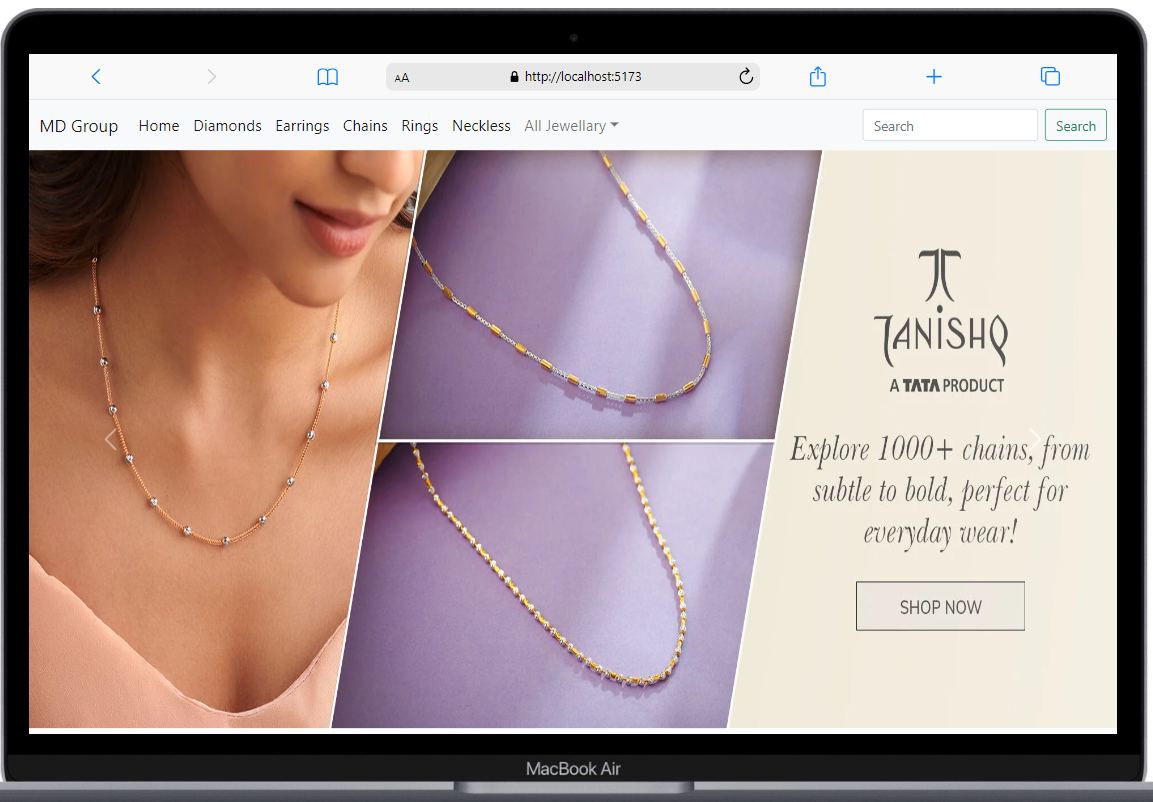 AA http://localhost:5173
MD Group Home Diamonds Earrings Chains Rings Neckless All Jewellary Search Search
TANISHQ
A TATA PRODUCT
Explore 1000+ chains, from
subtle to bold, perfect for
everyday wear!
SHOP NOW
MacBook Air